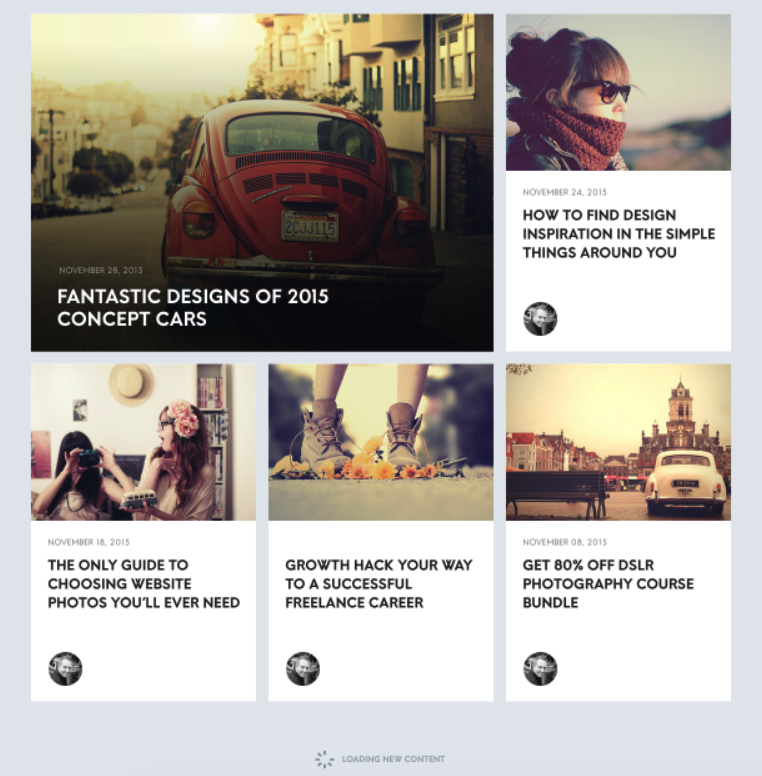 2GCJ115
NOVEMBER 28, 2015
FANTASTIC DESIGNS OF 2015
CONCEPT CARS
NOVEMBER 24, 2015
HOW TO FIND DESIGN
INSPIRATION IN THE SIMPLE
THINGS AROUND YOU
NOVEMBER 18, 2015
THE ONLY GUIDE TO
CHOOSING WEBSITE
PHOTOS YOU'LL EVER NEED
GROWTH HACK YOUR WAY
TO A SUCCESSFUL
FREELANCE CAREER
NOVEMBER 08, 2015
GET 80% OFF DSLR
PHOTOGRAPHY COURSE
BUNDLE
LOADING NEW CONTENT